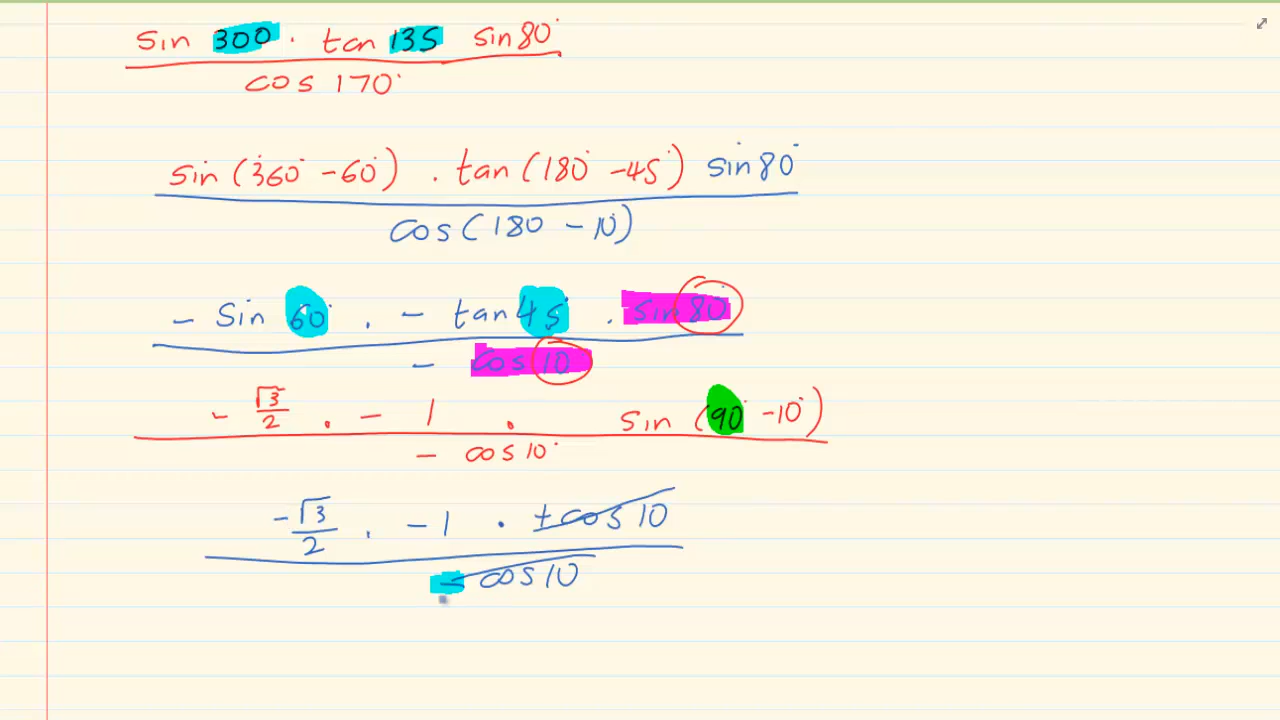 sin 300 · tan 135 sin 80°
cos 170°
sin (360° - 60°) · tan (180° - 45°) sin 80°
cos (180 - 10°)
- sin 60° · - tan 45° · sin 80°
- cos 10°
- √3/2 · - 1 · sin (90° - 10°)
- cos 10°
-√3/2 · - 1 · + cos 10
- cos 10